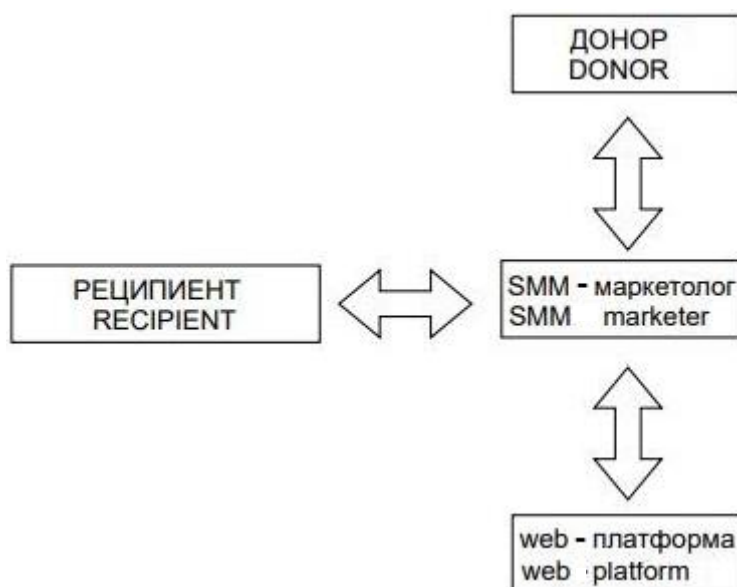 ДОНОР
DONOR
РЕЦИПИЕНТ
RECIPIENT
SMM - маркетолог
SMM marketer
web - платформа
web platform